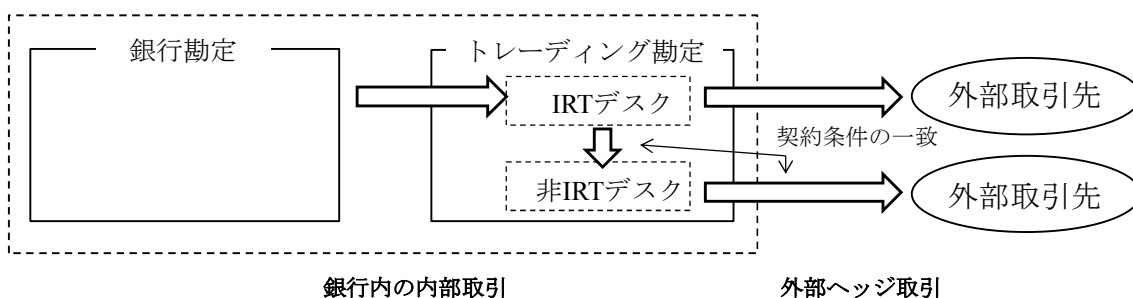 銀行勘定
トレーディング勘定
IRTデスク
外部取引先
契約条件の一致
非IRTデスク
外部取引先
銀行内の内部取引
外部ヘッジ取引